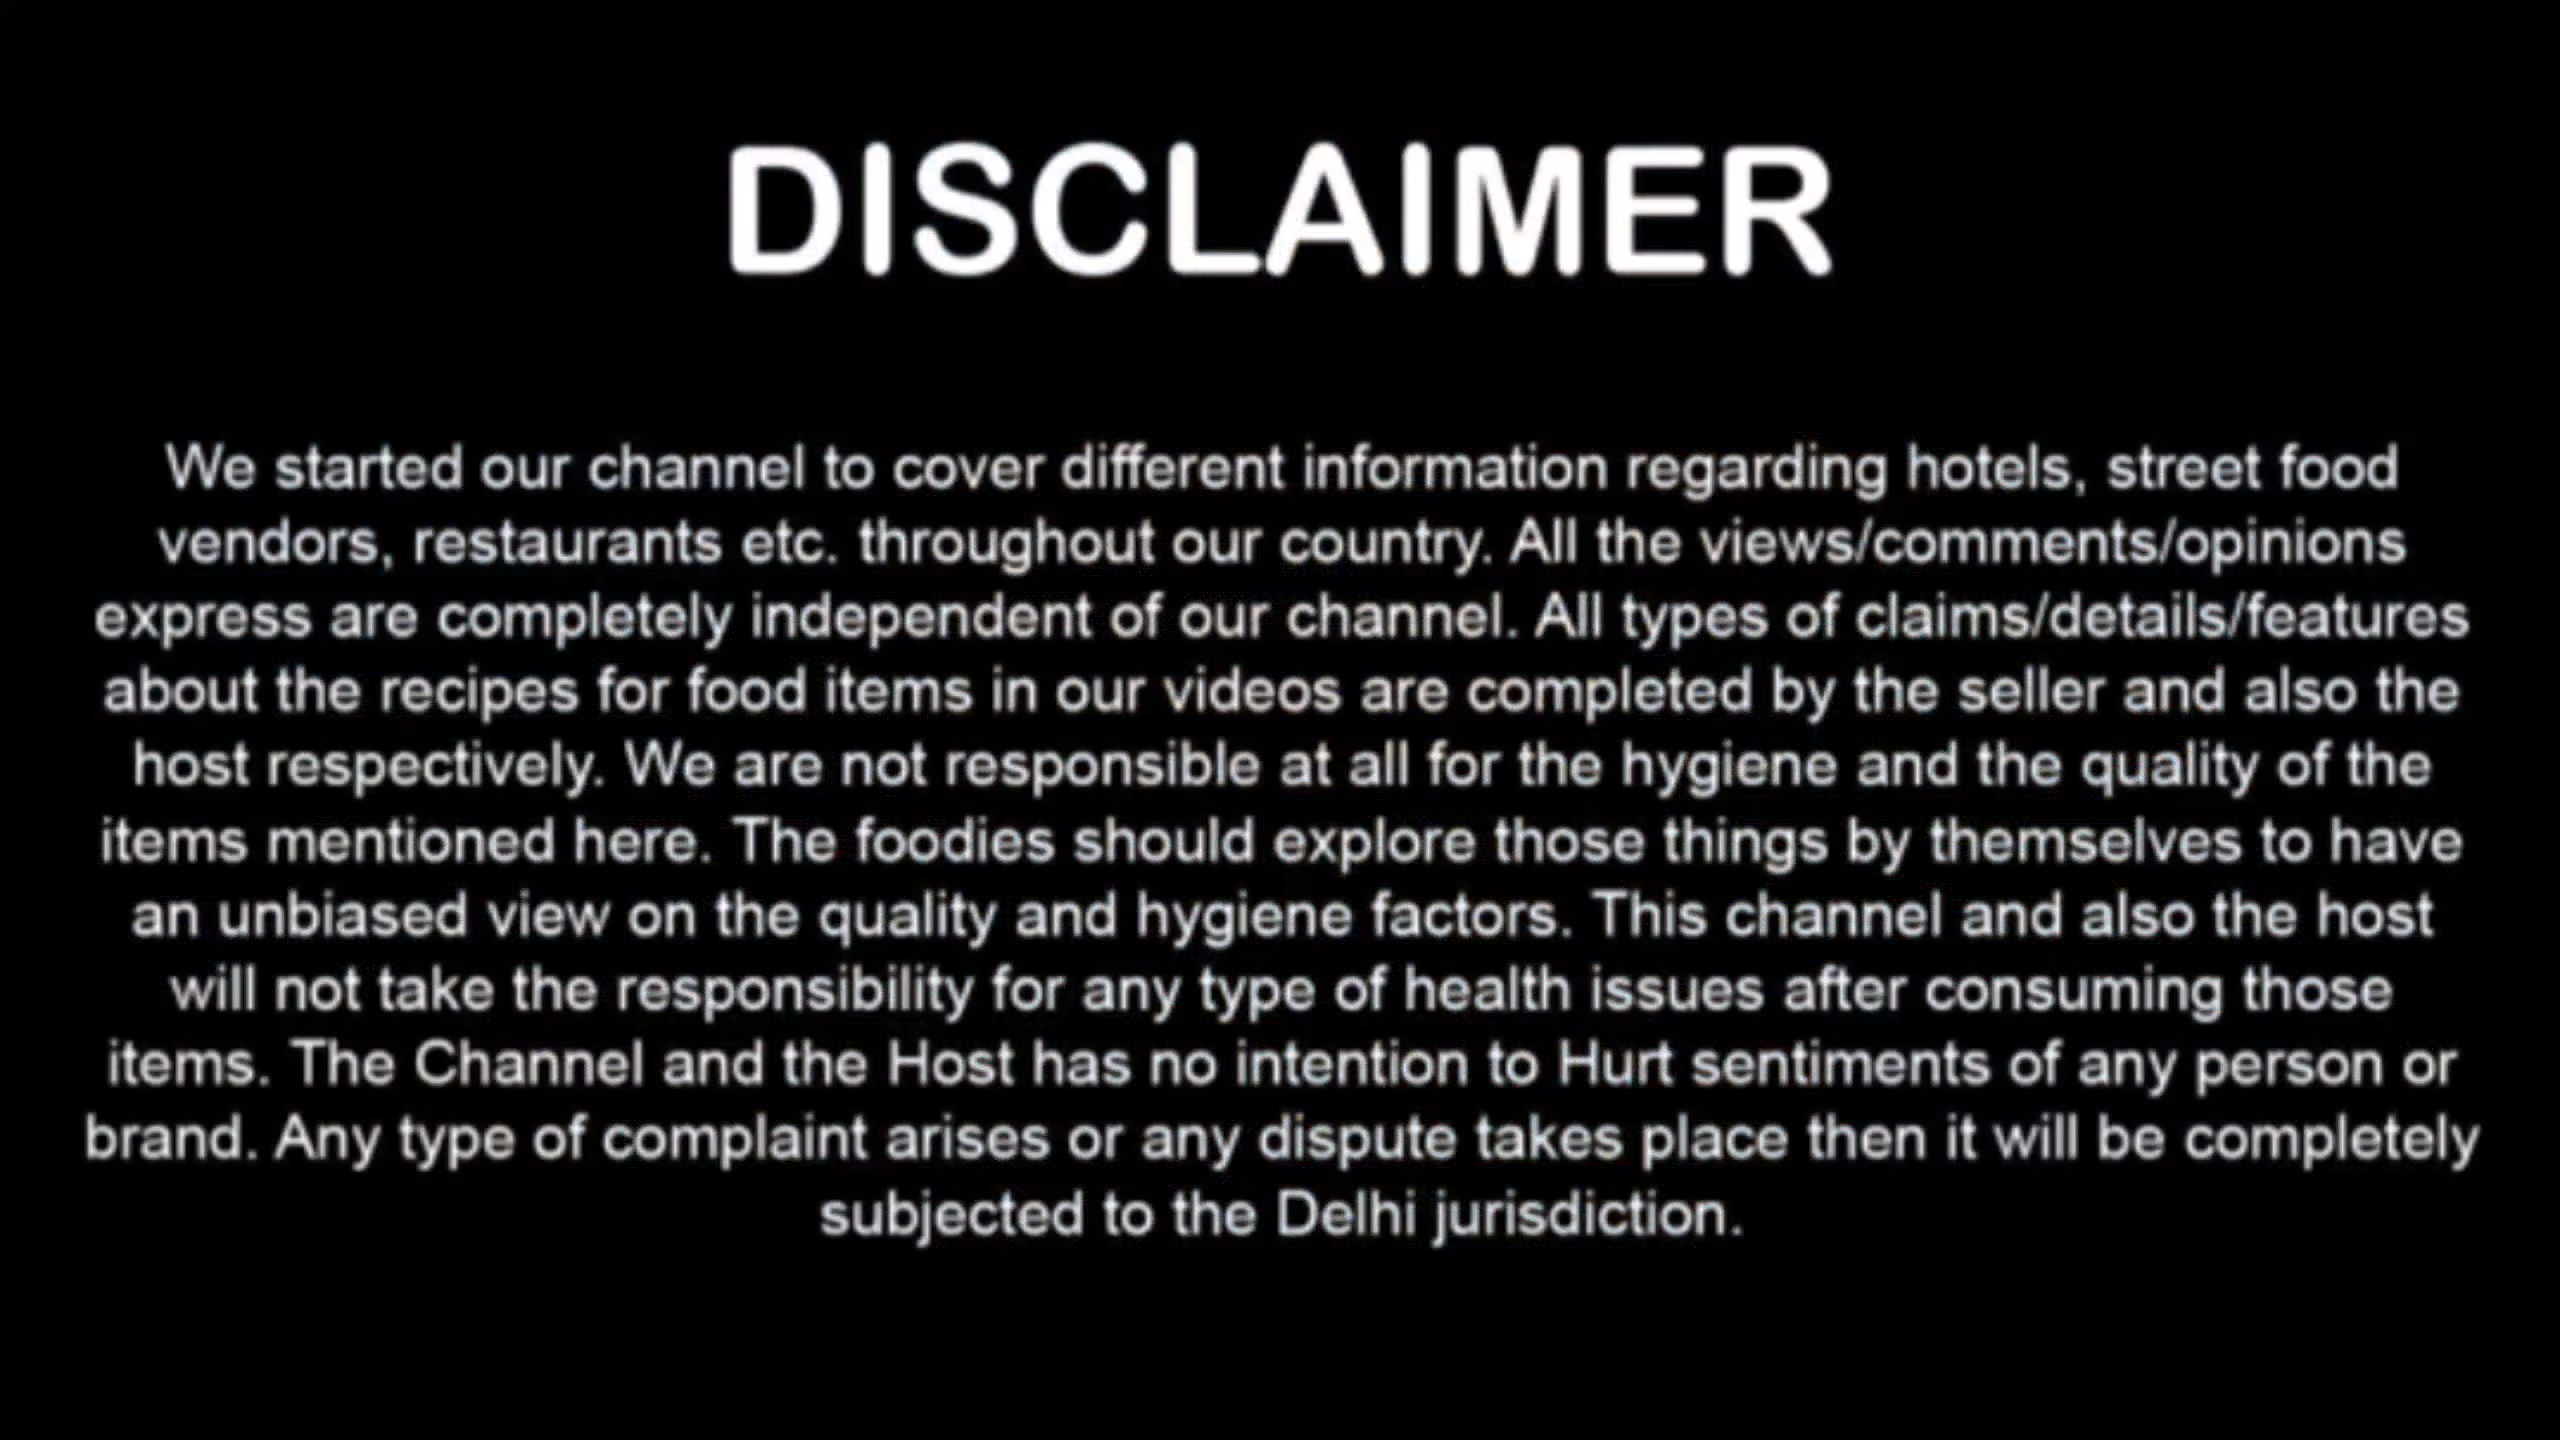 DISCLAIMER
We started our channel to cover different information regarding hotels, street food
vendors, restaurants etc. throughout our country. All the views/comments/opinions
express are completely independent of our channel. All types of claims/details/features
about the recipes for food items in our videos are completed by the seller and also the
host respectively. We are not responsible at all for the hygiene and the quality of the
items mentioned here. The foodies should explore those things by themselves to have
an unbiased view on the quality and hygiene factors. This channel and also the host
will not take the responsibility for any type of health issues after consuming those
items. The Channel and the Host has no intention to Hurt sentiments of any person or
brand. Any type of complaint arises or any dispute takes place then it will be completely
subjected to the Delhi jurisdiction.